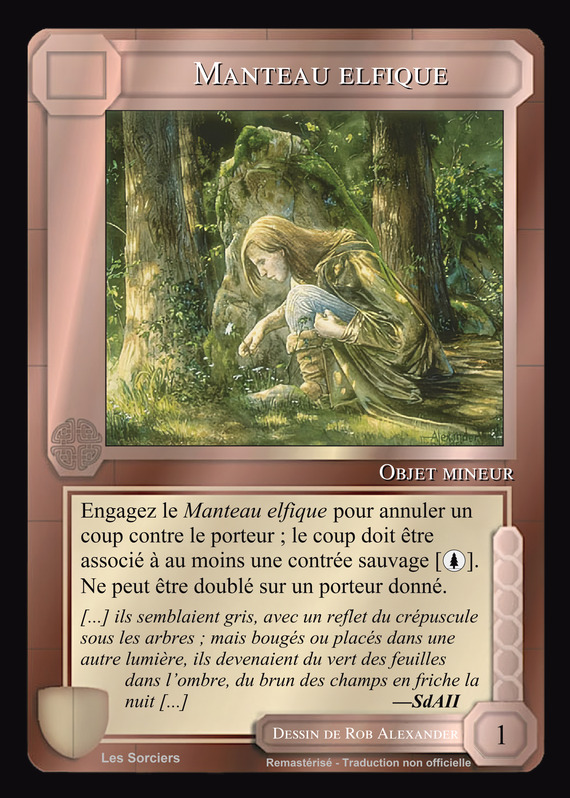 Manteau elfique
Alexander
Objet mineur
Engagez le Manteau elfique pour annuler un
coup contre le porteur ; le coup doit être
associé à au moins une contrée sauvage [ ].
Ne peut être doublé sur un porteur donné.
[...] ils semblaient gris, avec un reflet du crépuscule
sous les arbres ; mais bougés ou placés dans une
autre lumière, ils devenaient du vert des feuilles
dans l’ombre, du brun des champs en friche la
nuit [...] —SdAII
Dessin de Rob Alexander
1
Les Sorciers
Remastérisé - Traduction non officielle